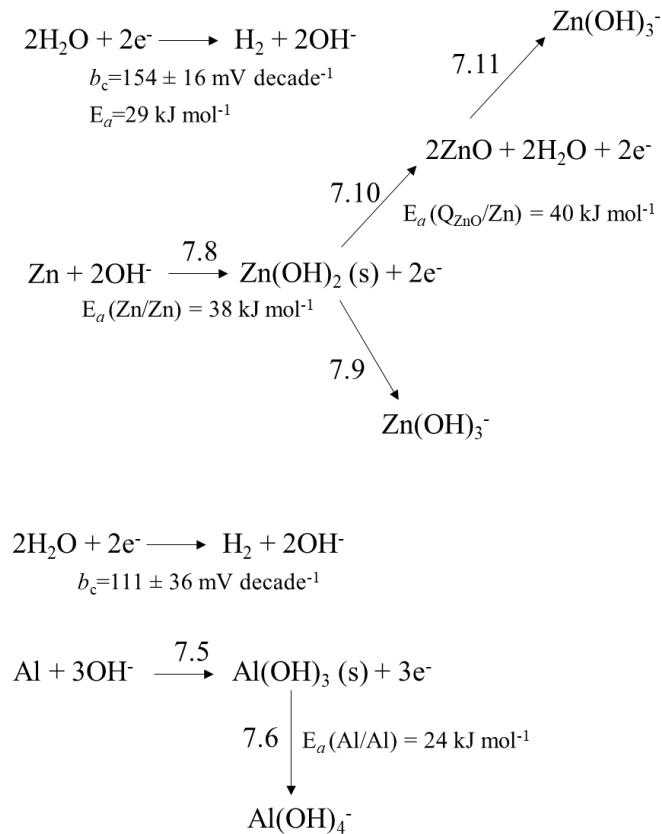 Zn(OH)₃⁻
2H₂O + 2e⁻ ⟶ H₂ + 2OH⁻
b_c=154 ± 16 mV decade⁻¹
7.11
Eₐ=29 kJ mol⁻¹
2ZnO + 2H₂O + 2e⁻
7.10
Eₐ(Q_ZnO/Zn) = 40 kJ mol⁻¹
7.8
Zn + 2OH⁻ ⟶ Zn(OH)₂ (s) + 2e⁻
Eₐ(Zn/Zn) = 38 kJ mol⁻¹
7.9
Zn(OH)₃⁻
2H₂O + 2e⁻ ⟶ H₂ + 2OH⁻
b_c=111 ± 36 mV decade⁻¹
7.5
Al + 3OH⁻ ⟶ Al(OH)₃ (s) + 3e⁻
7.6 Eₐ(Al/Al) = 24 kJ mol⁻¹
Al(OH)₄⁻